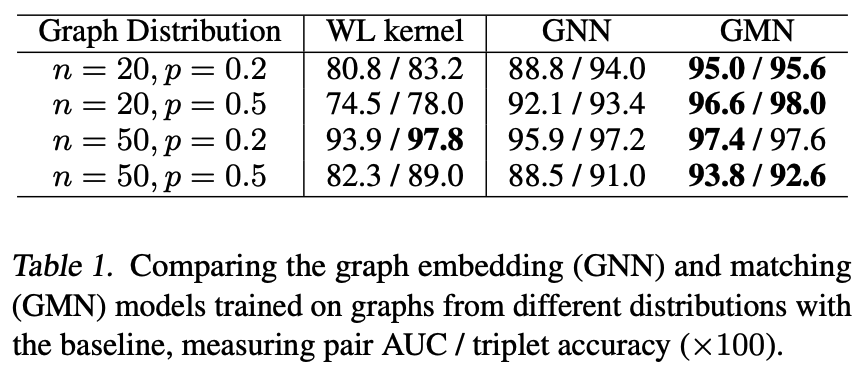 Graph Distribution WL kernel GNN GMN
n = 20, p = 0.2 80.8 / 83.2 88.8 / 94.0 95.0 / 95.6
n = 20, p = 0.5 74.5 / 78.0 92.1 / 93.4 96.6 / 98.0
n = 50, p = 0.2 93.9 / 97.8 95.9 / 97.2 97.4 / 97.6
n = 50, p = 0.5 82.3 / 89.0 88.5 / 91.0 93.8 / 92.6
Table 1. Comparing the graph embedding (GNN) and matching
(GMN) models trained on graphs from different distributions with
the baseline, measuring pair AUC / triplet accuracy (×100).